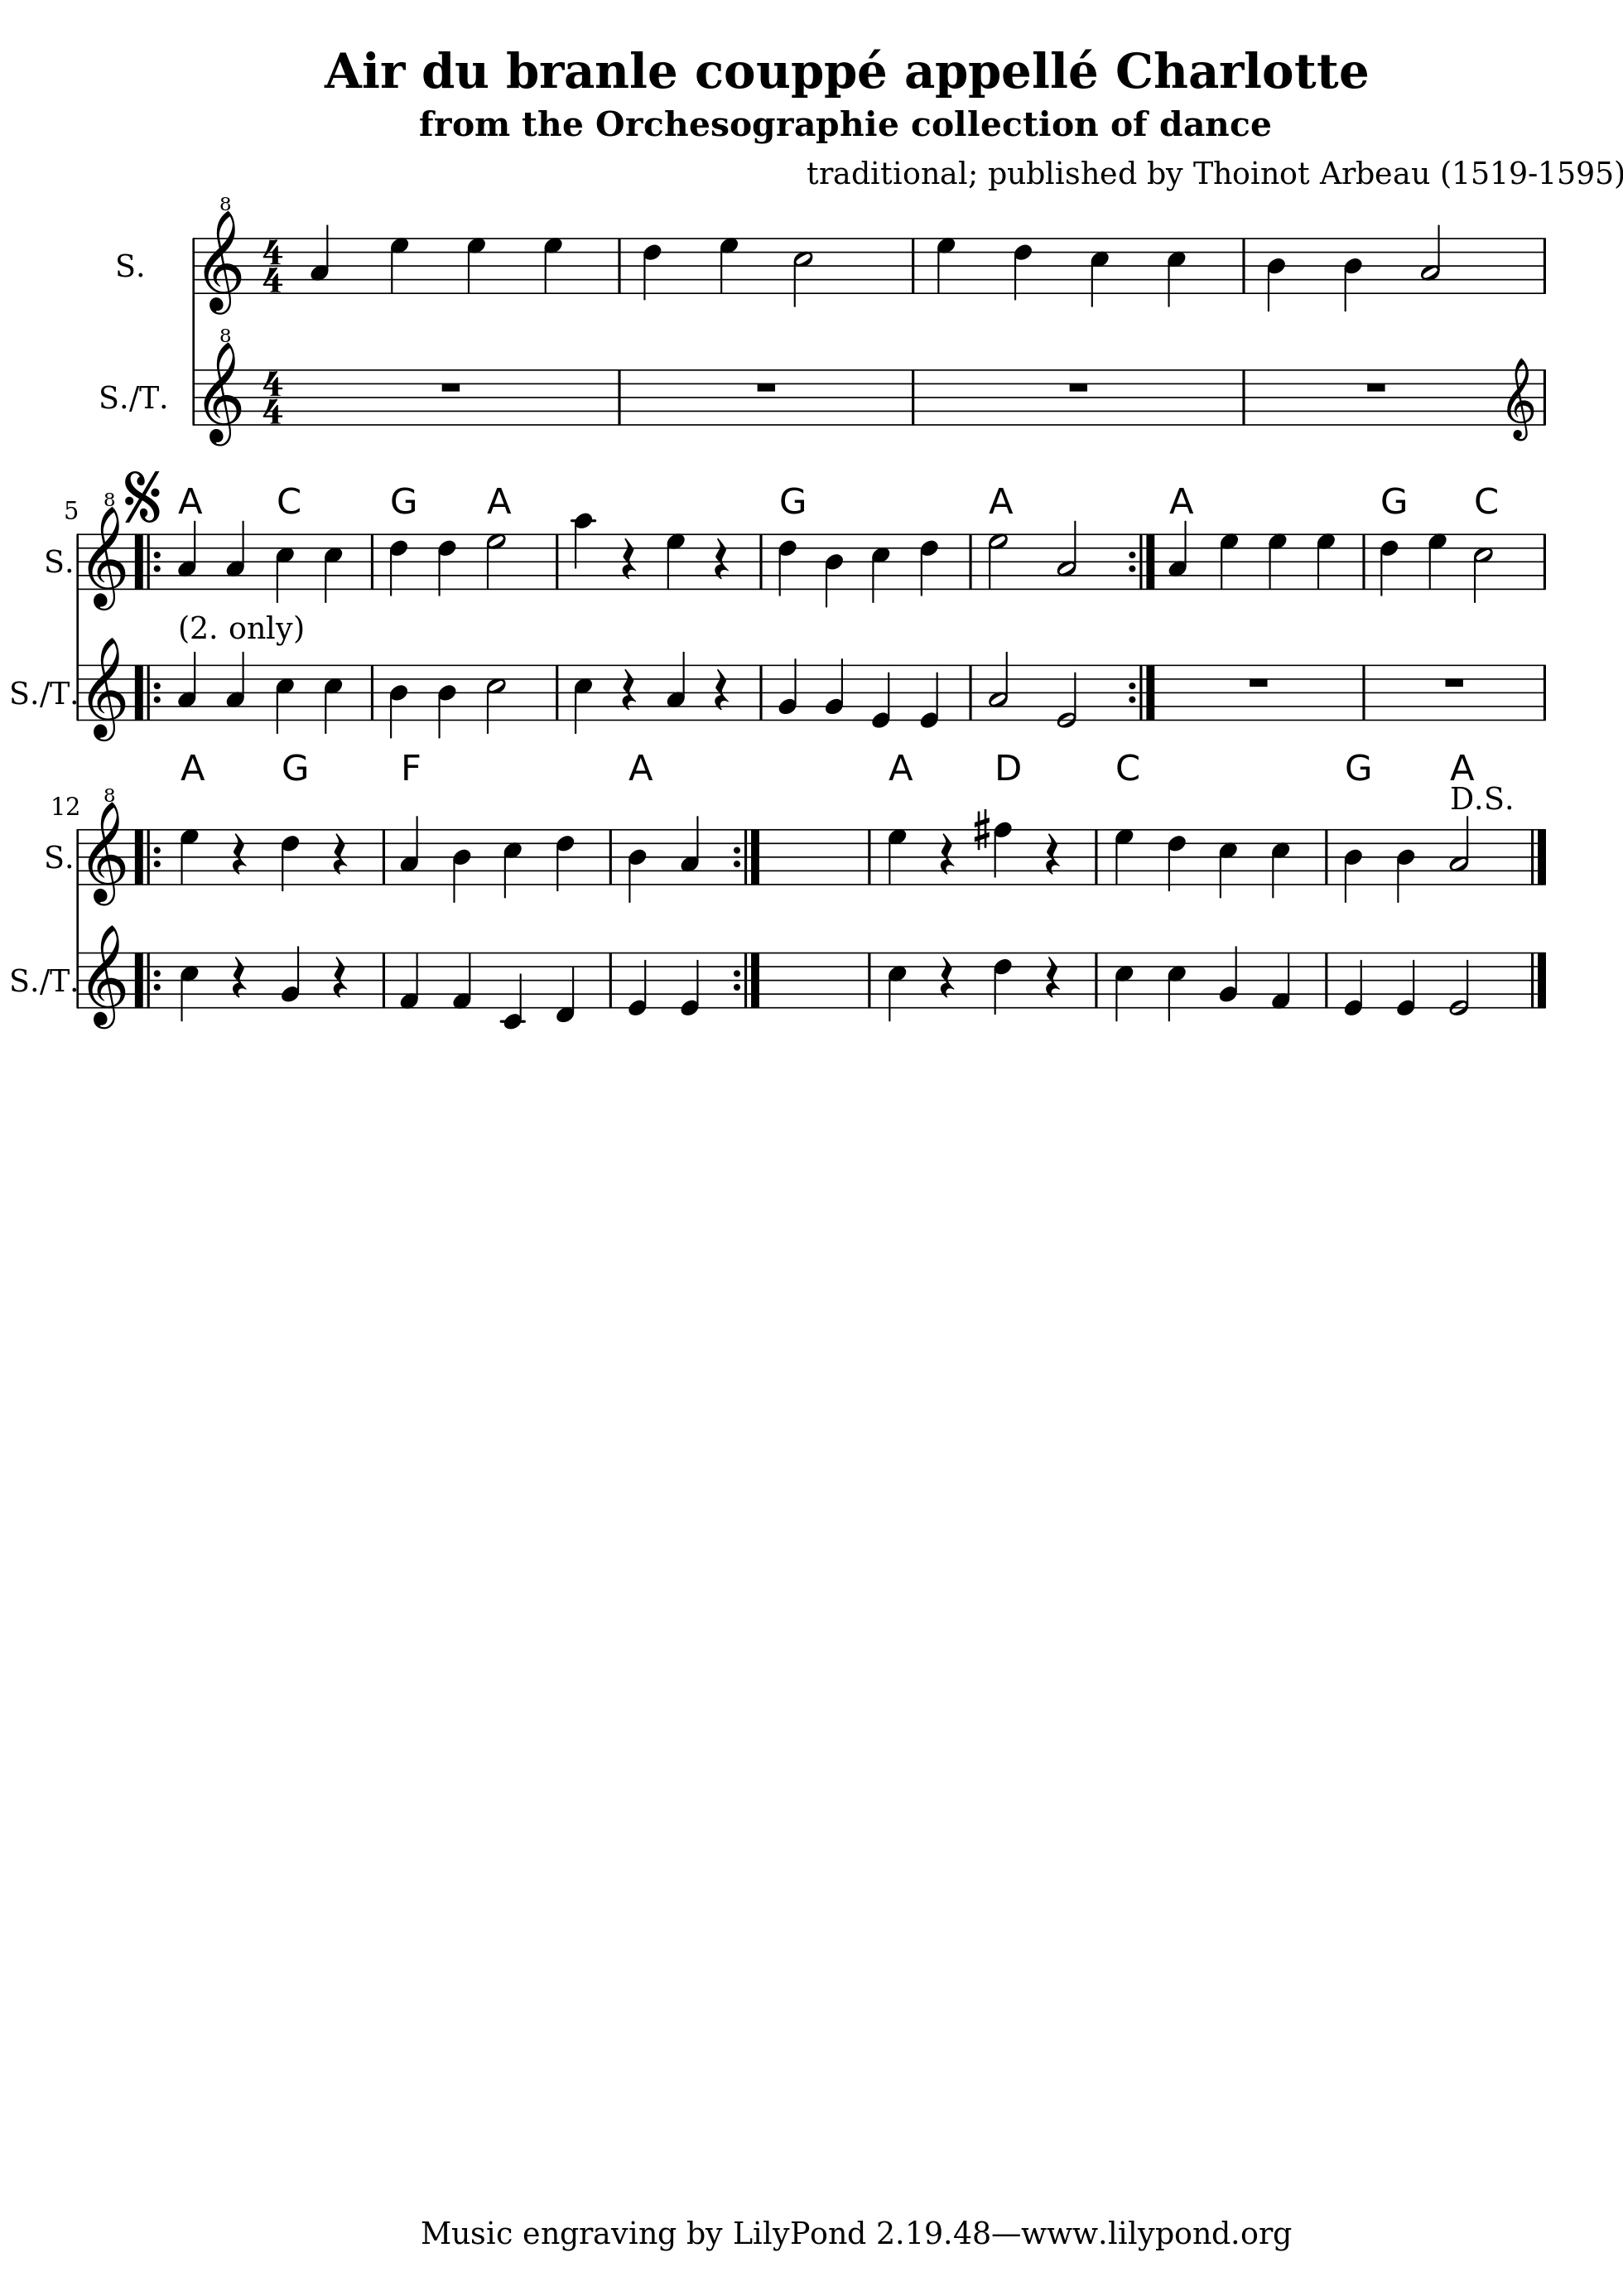 Air du branle couppé appellé Charlotte
from the Orchesographie collection of dance
traditional; published by Thoinot Arbeau (1519-1595)
8
S.
4 4
8
S./T.
4 4
5 8 A C G A G A A G C
S.
(2. only)
S./T.
A G F A A D C G A
12 8 D.S.
S.
S./T.
Music engraving by LilyPond 2.19.48—www.lilypond.org